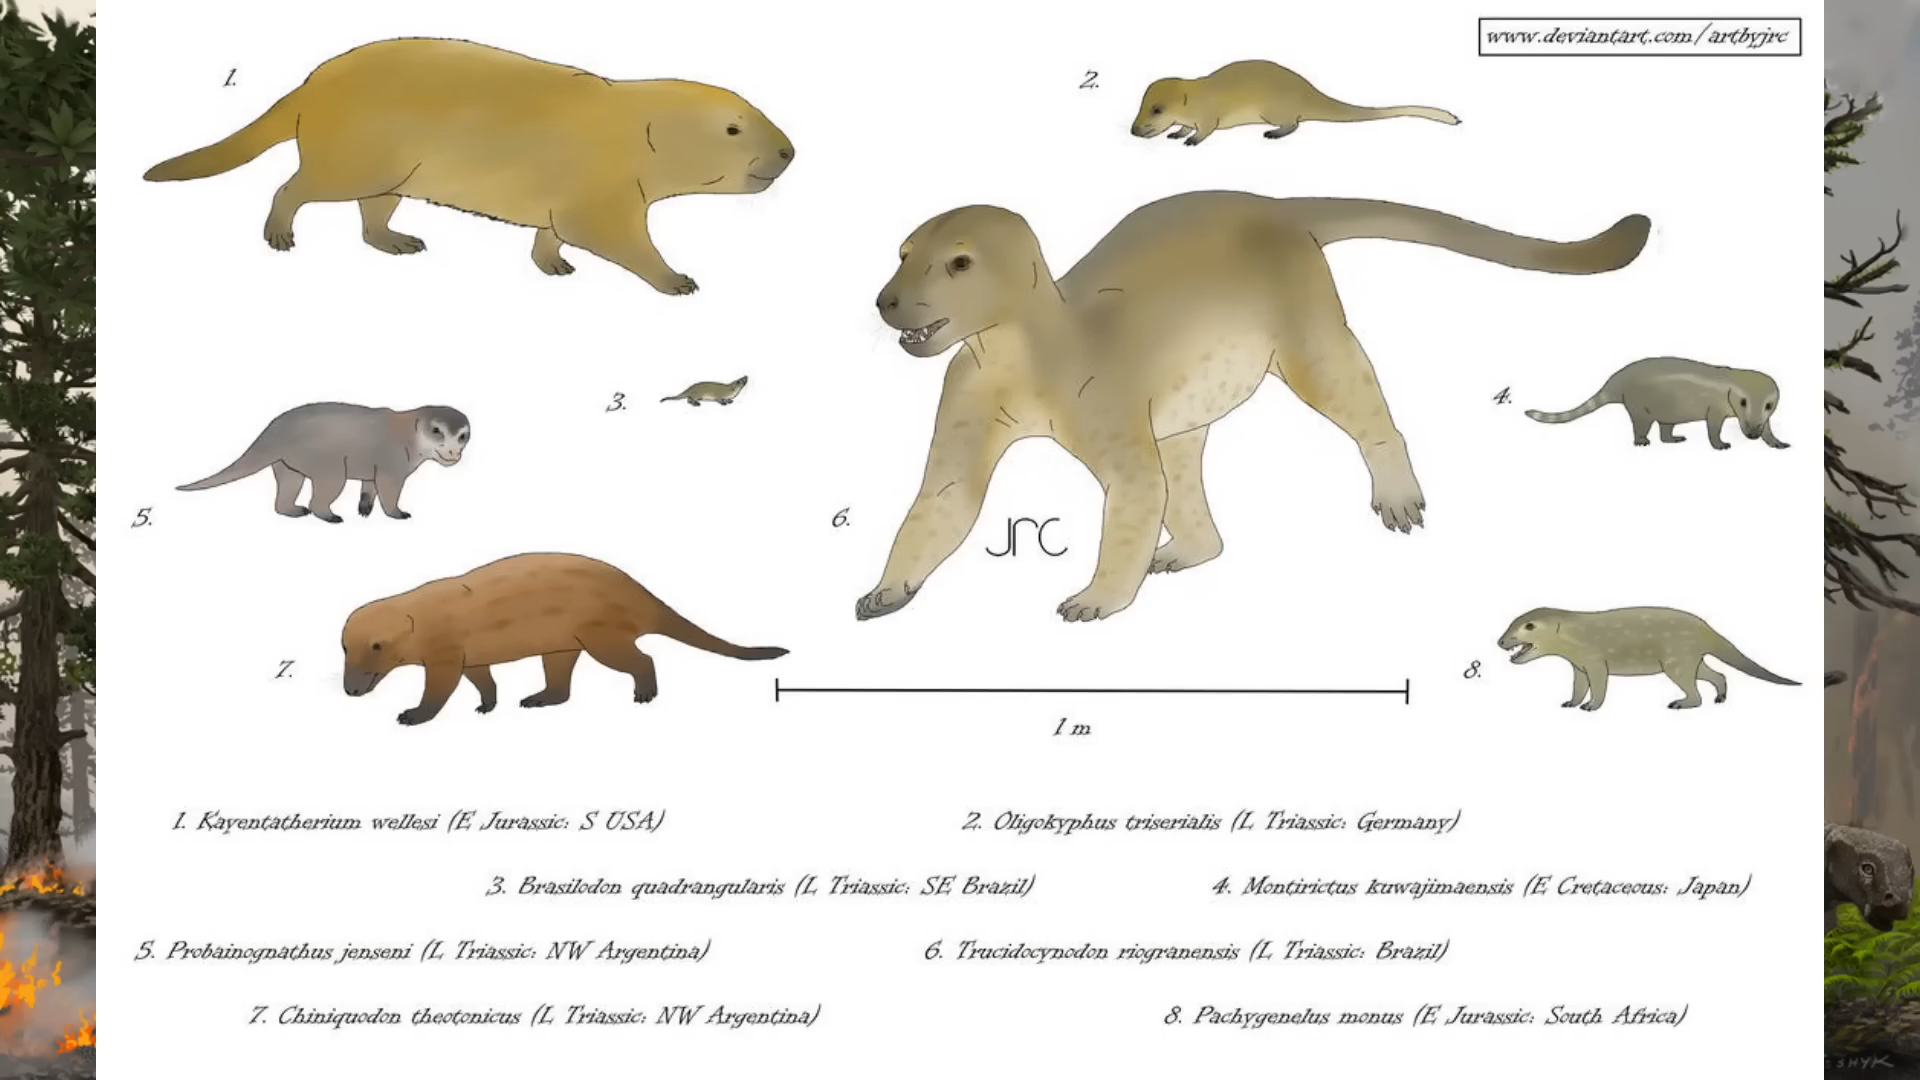 www.deviantart.com/artbyjrc
1.
2.
3.
4.
5.
6.
JrC
7.
8.
1 m
1. Kayentatherium wellesi (E Jurassic: S USA)
2. Oligokyphus triserialis (L Triassic: Germany)
3. Brasilodon quadrangularis (L Triassic: SE Brazil)
4. Montirictus kuwajimaensis (E Cretaceous: Japan)
5. Probainognathus jenseni (L Triassic: NW Argentina)
6. Trucidocynodon riogranensis (L Triassic: Brazil)
7. Chiniquodon theotonicus (L Triassic: NW Argentina)
8. Pachygenelus monus (E Jurassic: South Africa)